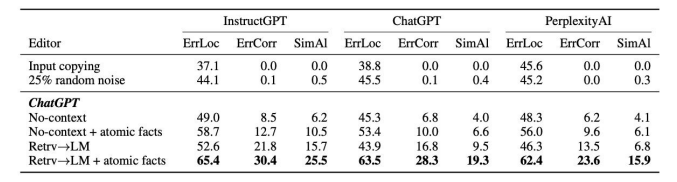 InstructGPT ChatGPT PerplexityAI
Editor ErrLoc ErrCorr SimAl ErrLoc ErrCorr SimAl ErrLoc ErrCorr SimAl
Input copying 37.1 0.0 0.0 38.8 0.0 0.0 45.6 0.0 0.0
25% random noise 44.1 0.1 0.5 45.5 0.1 0.4 45.2 0.0 0.3
ChatGPT
No-context 49.0 8.5 6.2 45.3 6.8 4.0 48.3 6.2 4.1
No-context + atomic facts 58.7 12.7 10.5 53.4 10.0 6.6 56.0 9.6 6.1
Retrv→LM 52.6 21.8 15.7 43.9 16.8 9.5 46.3 13.5 6.8
Retrv→LM + atomic facts 65.4 30.4 25.5 63.5 28.3 19.3 62.4 23.6 15.9